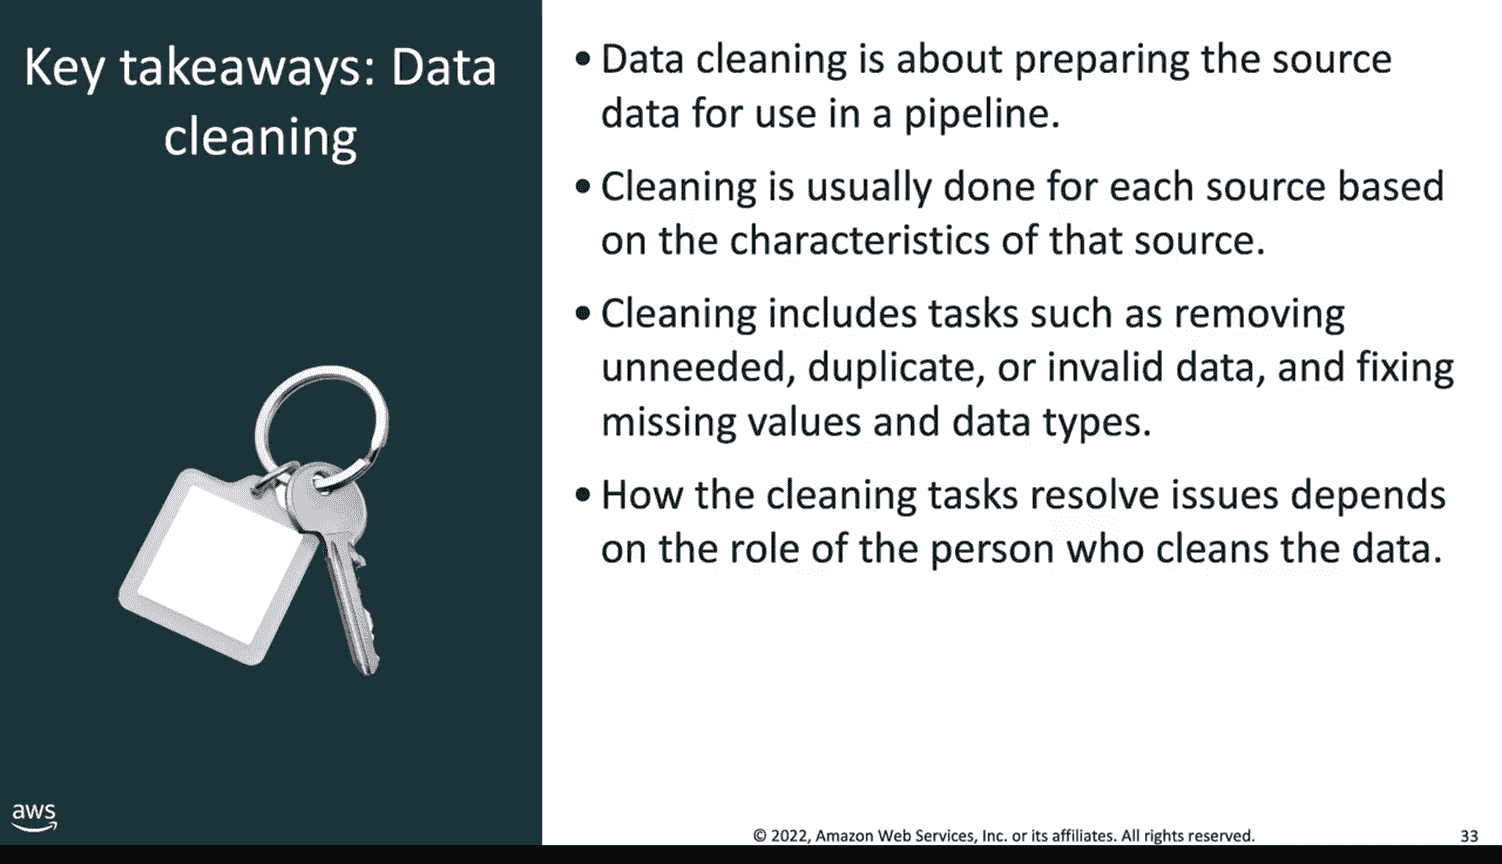 Key takeaways: Data
cleaning
• Data cleaning is about preparing the source
data for use in a pipeline.
• Cleaning is usually done for each source based
on the characteristics of that source.
• Cleaning includes tasks such as removing
unneeded, duplicate, or invalid data, and fixing
missing values and data types.
• How the cleaning tasks resolve issues depends
on the role of the person who cleans the data.
aws
© 2022, Amazon Web Services, Inc. or its affiliates. All rights reserved.
33